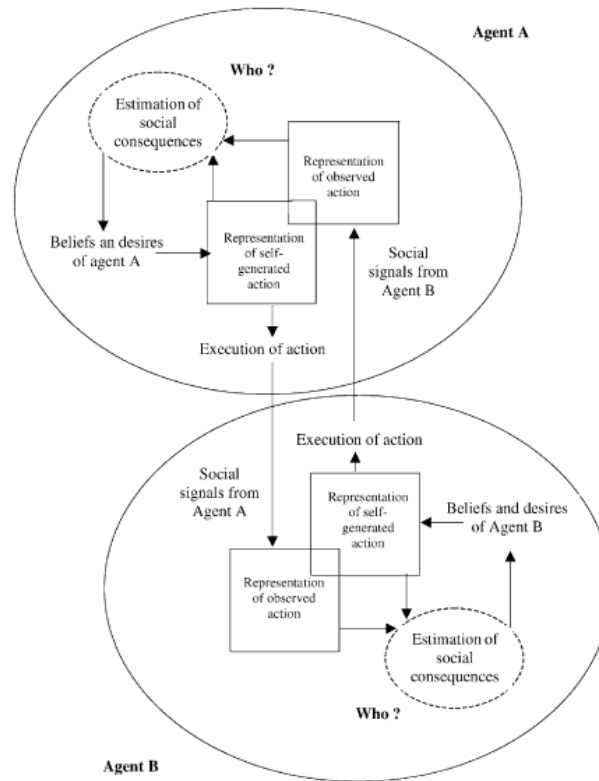 Agent A
Who ?
Estimation of
social
consequences
Representation
of observed
action
Beliefs an desires
of agent A
Representation
of self-
generated
action
Social
signals from
Agent B
Execution of action
Execution of action
Social
signals from
Agent A
Representation
of self-
generated
action
Beliefs and desires
of Agent B
Representation
of observed
action
Estimation of
social
consequences
Who ?
Agent B